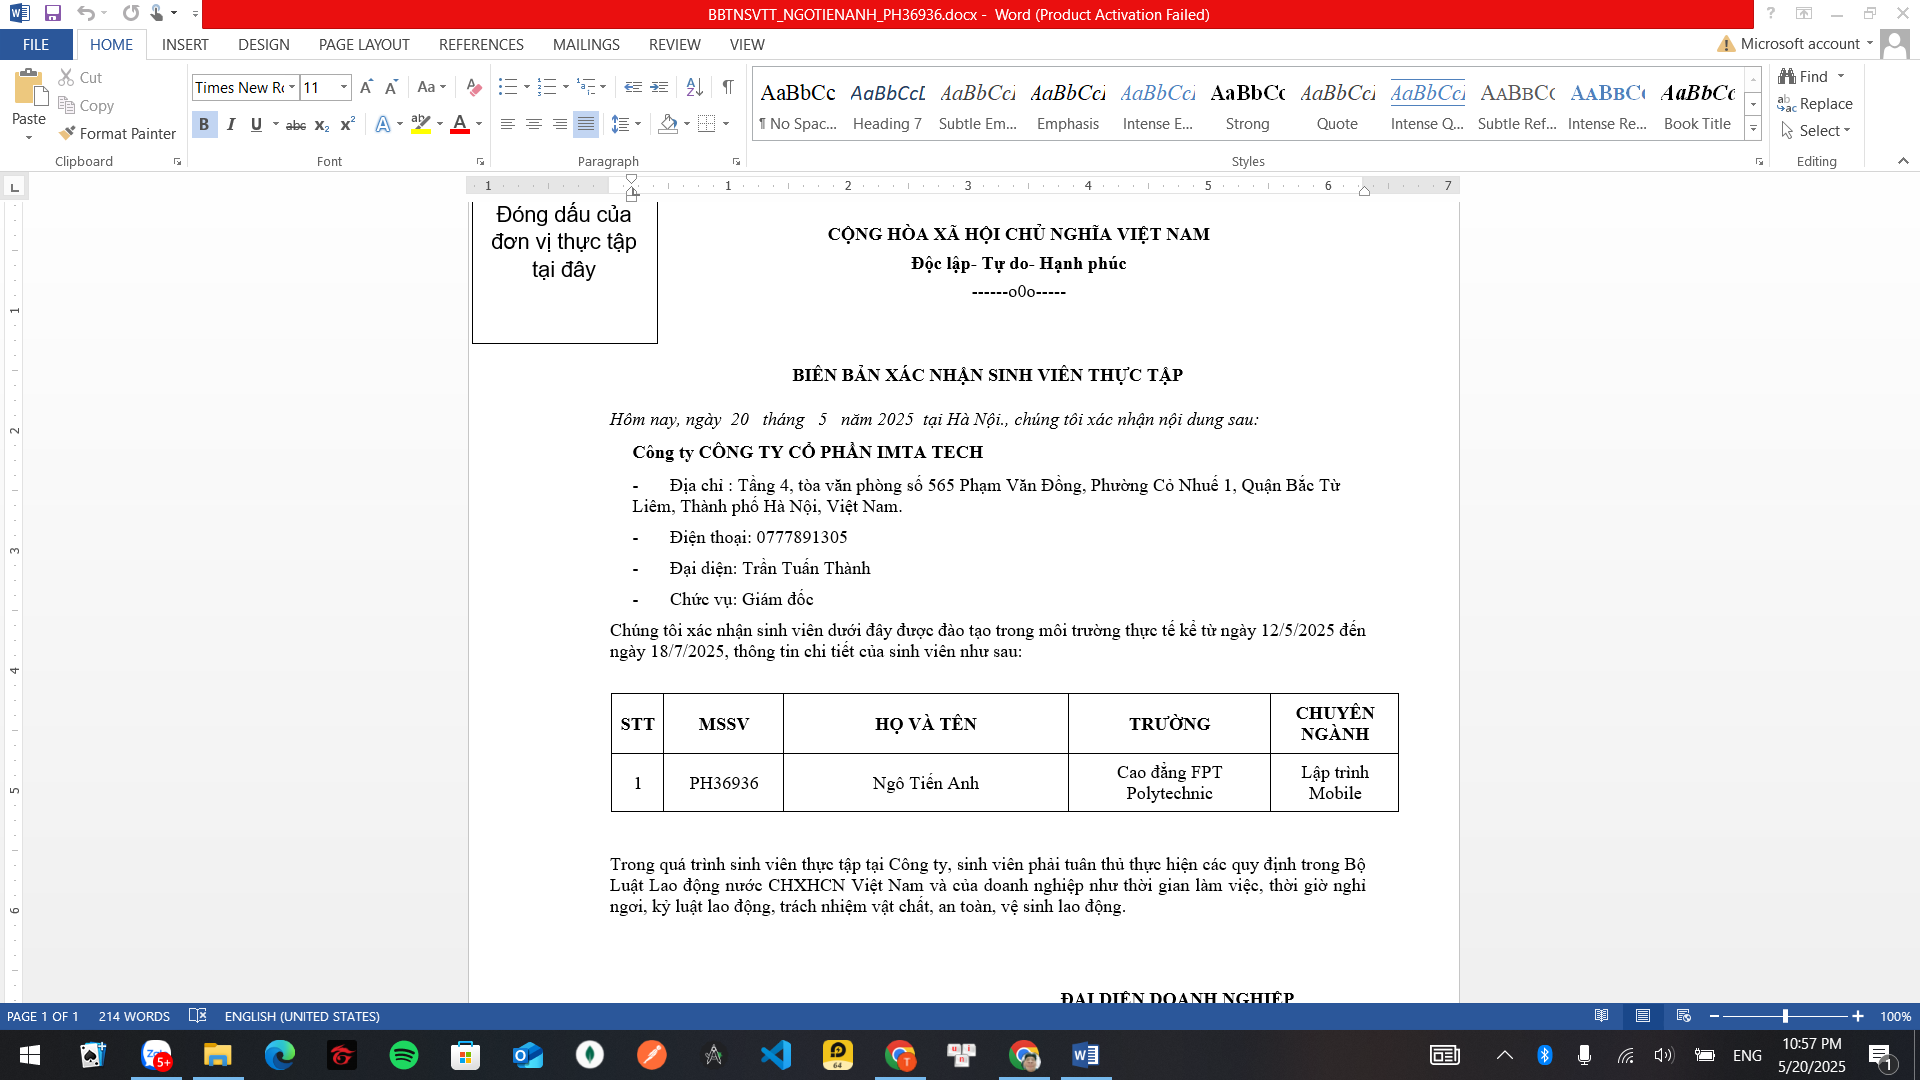 BBTNSVTT_NGOTIENANH_PH36936.docx - Word (Product Activation Failed)
FILE HOME INSERT DESIGN PAGE LAYOUT REFERENCES MAILINGS REVIEW VIEW Microsoft account
Paste
Cut
Copy
Format Painter
Clipboard
Times New Ro 11
Font
Paragraph
AaBbCc AaBbCcD AaBbCcI AaBbCcI AaBbCcI AaBbCc AaBbCcI AaBbCcI AaBbCc AaBbCc AaBbCc
¶ No Spac... Heading 7 Subtle Em... Emphasis Intense E... Strong Quote Intense Q... Subtle Ref... Intense Re... Book Title
Styles
Find
Replace
Select
Editing
1 1 2 3 4 5 6 7
Đóng dấu của
đơn vị thực tập
tại đây
CỘNG HÒA XÃ HỘI CHỦ NGHĨA VIỆT NAM
Độc lập- Tự do- Hạnh phúc
------o0o-----
BIÊN BẢN XÁC NHẬN SINH VIÊN THỰC TẬP
Hôm nay, ngày 20 tháng 5 năm 2025 tại Hà Nội., chúng tôi xác nhận nội dung sau:
Công ty CÔNG TY CỔ PHẦN IMTA TECH
- Địa chỉ : Tầng 4, tòa văn phòng số 565 Phạm Văn Đồng, Phường Cỏ Nhuế 1, Quận Bắc Từ
Liêm, Thành phố Hà Nội, Việt Nam.
- Điện thoại: 0777891305
- Đại diện: Trần Tuấn Thành
- Chức vụ: Giám đốc
Chúng tôi xác nhận sinh viên dưới đây được đào tạo trong môi trường thực tế kể từ ngày 12/5/2025 đến
ngày 18/7/2025, thông tin chi tiết của sinh viên như sau:
STT MSSV HỌ VÀ TÊN TRƯỜNG CHUYÊN NGÀNH
1 PH36936 Ngô Tiến Anh Cao đẳng FPT Polytechnic Lập trình Mobile
Trong quá trình sinh viên thực tập tại Công ty, sinh viên phải tuân thủ thực hiện các quy định trong Bộ
Luật Lao động nước CHXHCN Việt Nam và của doanh nghiệp như thời gian làm việc, thời giờ nghỉ
ngơi, kỷ luật lao động, trách nhiệm vật chất, an toàn, vệ sinh lao động.
ĐẠI DIỆN DOANH NGHIỆP
PAGE 1 OF 1 214 WORDS ENGLISH (UNITED STATES) 100%
ENG
10:57 PM
5/20/2025